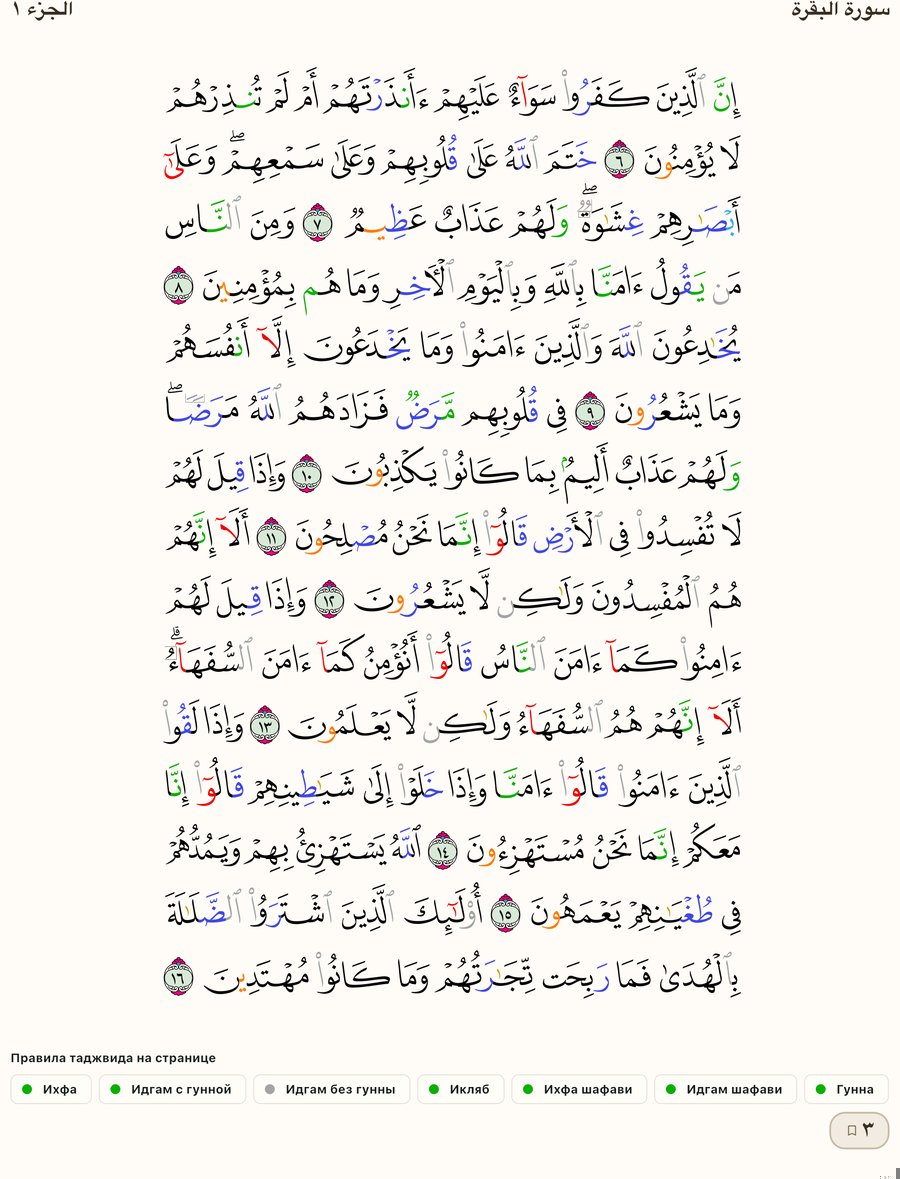 سورة البقرة
الجزء ١
إِنَّ ٱلَّذِينَ كَفَرُوا۟ سَوَآءٌ عَلَيْهِمْ ءَأَنذَرْتَهُمْ أَمْ لَمْ تُنذِرْهُمْ
لَا يُؤْمِنُونَ ٦ خَتَمَ ٱللَّهُ عَلَىٰ قُلُوبِهِمْ وَعَلَىٰ سَمْعِهِمْ ۖ وَعَلَىٰٓ
أَبْصَـٰرِهِمْ غِشَـٰوَةٌ ۖ وَلَهُمْ عَذَابٌ عَظِيمٌ ٧ وَمِنَ ٱلنَّاسِ
مَن يَقُولُ ءَامَنَّا بِٱللَّهِ وَبِٱلْيَوْمِ ٱلْـَٔاخِرِ وَمَا هُم بِمُؤْمِنِينَ ٨
يُخَـٰدِعُونَ ٱللَّهَ وَٱلَّذِينَ ءَامَنُوا۟ وَمَا يَخْدَعُونَ إِلَّآ أَنفُسَهُمْ
وَمَا يَشْعُرُونَ ٩ فِى قُلُوبِهِم مَّرَضٌ فَزَادَهُمُ ٱللَّهُ مَرَضًا ۖ
وَلَهُمْ عَذَابٌ أَلِيمٌۢ بِمَا كَانُوا۟ يَكْذِبُونَ ١٠ وَإِذَا قِيلَ لَهُمْ
لَا تُفْسِدُوا۟ فِى ٱلْأَرْضِ قَالُوٓا۟ إِنَّمَا نَحْنُ مُصْلِحُونَ ١١ أَلَآ إِنَّهُمْ
هُمُ ٱلْمُفْسِدُونَ وَلَـٰكِن لَّا يَشْعُرُونَ ١٢ وَإِذَا قِيلَ لَهُمْ
ءَامِنُوا۟ كَمَآ ءَامَنَ ٱلنَّاسُ قَالُوٓا۟ أَنُؤْمِنُ كَمَآ ءَامَنَ ٱلسُّفَهَآءُ ۗ
أَلَآ إِنَّهُمْ هُمُ ٱلسُّفَهَآءُ وَلَـٰكِن لَّا يَعْلَمُونَ ١٣ وَإِذَا لَقُوا۟
ٱلَّذِينَ ءَامَنُوا۟ قَالُوٓا۟ ءَامَنَّا وَإِذَا خَلَوْا۟ إِلَىٰ شَيَـٰطِينِهِمْ قَالُوٓا۟ إِنَّا
مَعَكُمْ إِنَّمَا نَحْنُ مُسْتَهْزِءُونَ ١٤ ٱللَّهُ يَسْتَهْزِئُ بِهِمْ وَيَمُدُّهُمْ
فِى طُغْيَـٰنِهِمْ يَعْمَهُونَ ١٥ أُو۟لَـٰٓئِكَ ٱلَّذِينَ ٱشْتَرَوُا۟ ٱلضَّلَـٰلَةَ
بِٱلْهُدَىٰ فَمَا رَبِحَت تِّجَـٰرَتُهُمْ وَمَا كَانُوا۟ مُهْتَدِينَ ١٦
Правила таджвида на странице
Ихфа Идгам с гунной Идгам без гунны Икляб Ихфа шафави Идгам шафави Гунна
٣